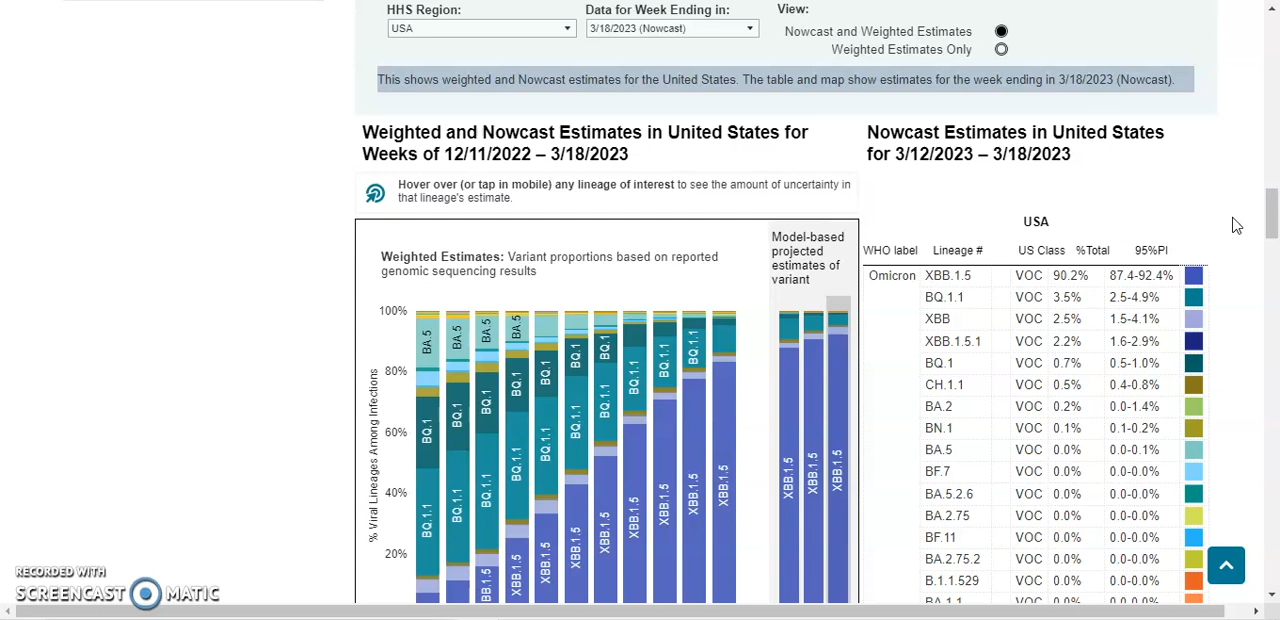 HHS Region:
Data for Week Ending in:
View:
USA
3/18/2023 (Nowcast)
Nowcast and Weighted Estimates
Weighted Estimates Only
This shows weighted and Nowcast estimates for the United States. The table and map show estimates for the week ending in 3/18/2023 (Nowcast).
Weighted and Nowcast Estimates in United States for
Weeks of 12/11/2022 – 3/18/2023
Hover over (or tap in mobile) any lineage of interest to see the amount of uncertainty in
that lineage's estimate.
Weighted Estimates: Variant proportions based on reported
genomic sequencing results
Model-based
projected
estimates of
variant
% Viral Lineages Among Infections
100%
80%
60%
40%
20%
BA.5
BQ.1
BQ.1.1
BA.5
BQ.1
BQ.1.1
BA.5
BQ.1
BQ.1.1
BB.1.5
BA.5
BQ.1
BQ.1.1
XBB.1.5
BQ.1
BQ.1.1
XBB.1.5
BQ.1
BQ.1.1
XBB.1.5
BQ.1
BQ.1.1
XBB.1.5
BQ.1.1
XBB.1.5
BQ.1.1
XBB.1.5
BQ.1.1
XBB.1.5
XBB.1.5
XBB.1.5
XBB.1.5
XBB.1.5
Nowcast Estimates in United States
for 3/12/2023 – 3/18/2023
USA
WHO label Lineage # US Class %Total 95%PI
Omicron XBB.1.5 VOC 90.2% 87.4-92.4%
BQ.1.1 VOC 3.5% 2.5-4.9%
XBB VOC 2.5% 1.5-4.1%
XBB.1.5.1 VOC 2.2% 1.6-2.9%
BQ.1 VOC 0.7% 0.5-1.0%
CH.1.1 VOC 0.5% 0.4-0.8%
BA.2 VOC 0.2% 0.0-1.4%
BN.1 VOC 0.1% 0.1-0.2%
BA.5 VOC 0.0% 0.0-0.1%
BF.7 VOC 0.0% 0.0-0.0%
BA.5.2.6 VOC 0.0% 0.0-0.0%
BA.2.75 VOC 0.0% 0.0-0.0%
BF.11 VOC 0.0% 0.0-0.0%
BA.2.75.2 VOC 0.0% 0.0-0.0%
B.1.1.529 VOC 0.0% 0.0-0.0%
BA.1.1 VOC 0.0% 0.0-0.0%
RECORDED WITH
SCREENCAST MATIC